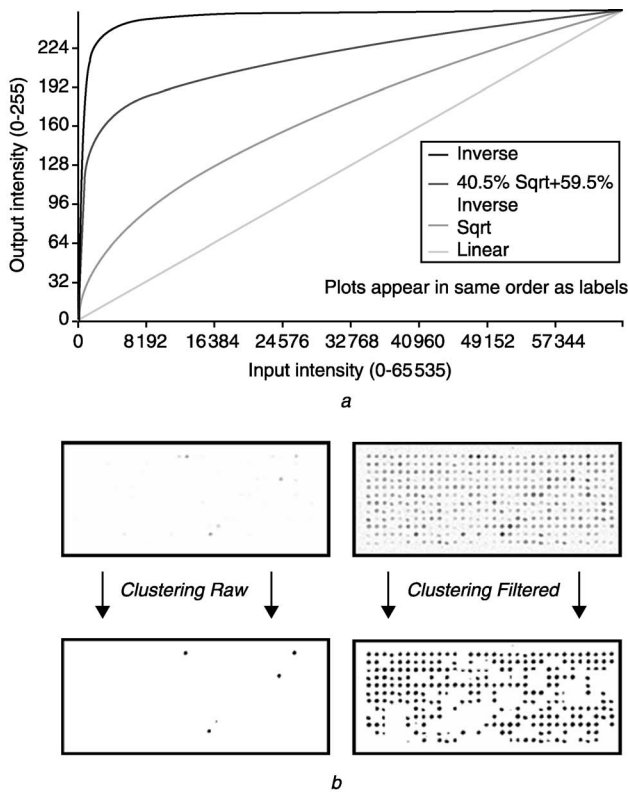 Output intensity (0-255)
224
192
160
128
96
64
32
0
Inverse
40.5% Sqrt+59.5%
Inverse
Sqrt
Linear
Plots appear in same order as labels
0 8192 16384 24576 32768 40960 49152 57344
Input intensity (0-65535)
a
Clustering Raw
Clustering Filtered
b